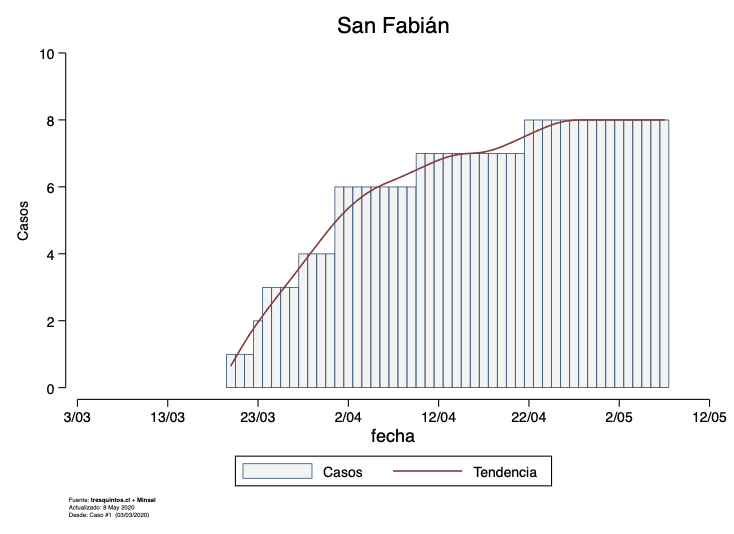 San Fabián
10
8
6
4
2
0
Casos
3/03 13/03 23/03 2/04 12/04 22/04 2/05 12/05
fecha
Casos Tendencia
Fuente: tresquintos.cl + Minsal
Actualizado: 8 May 2020
Desde: Caso #1 (03/03/2020)